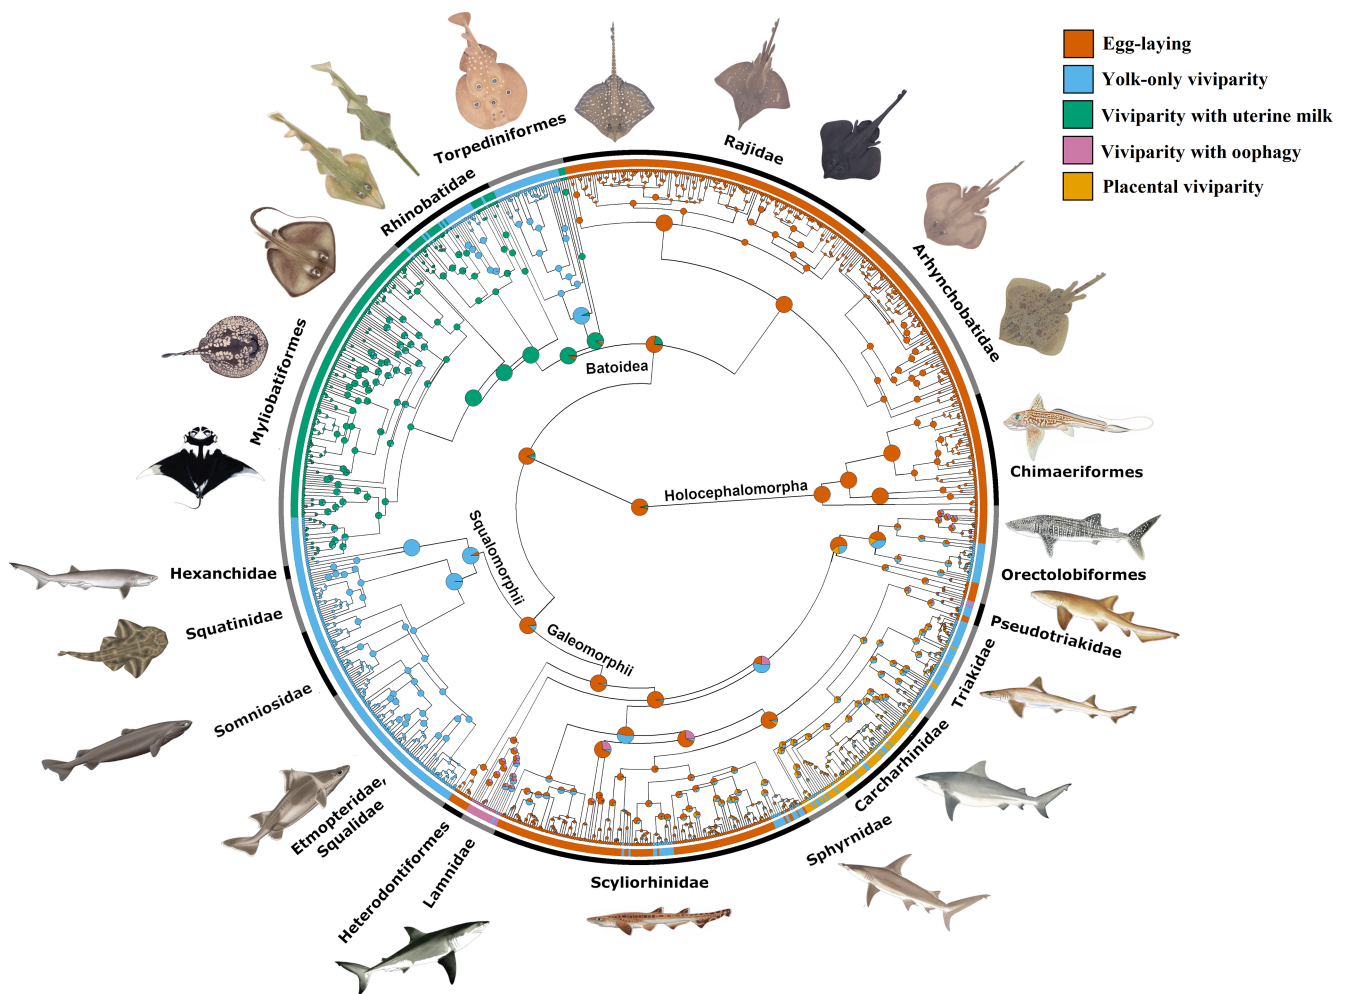 Egg-laying
Yolk-only viviparity
Viviparity with uterine milk
Viviparity with oophagy
Placental viviparity
Torpediniformes
Rajidae
Rhinobatidae
Arhynchobatidae
Myliobatiformes
Batoidea
Chimaeriformes
Holocephalomorpha
Squalomorphii
Hexanchidae
Orectolobiformes
Squatinidae
Pseudotriakidae
Galeomorphii
Triakidae
Somniosidae
Carcharhinidae
Etmopteridae,
Squalidae
Sphyrnidae
Heterodontiformes
Lamnidae
Scyliorhinidae